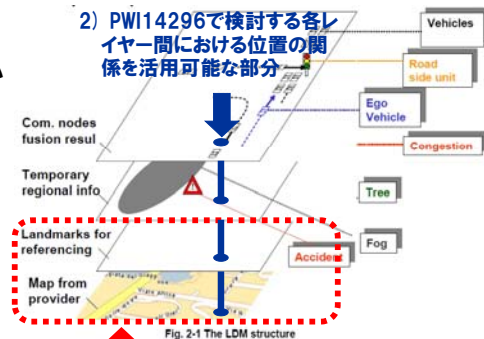 2) PWI14296で検討する各レ
イヤー間における位置の関
係を活用可能な部分
Vehicles
Road
side unit
Ego
Vehicle
Com. nodes
fusion resul
Congestion
Temporary
regional info
Tree
Landmarks for
referencing
Fog
Accident
Map from
provider
Fig. 2-1 The LDM structure